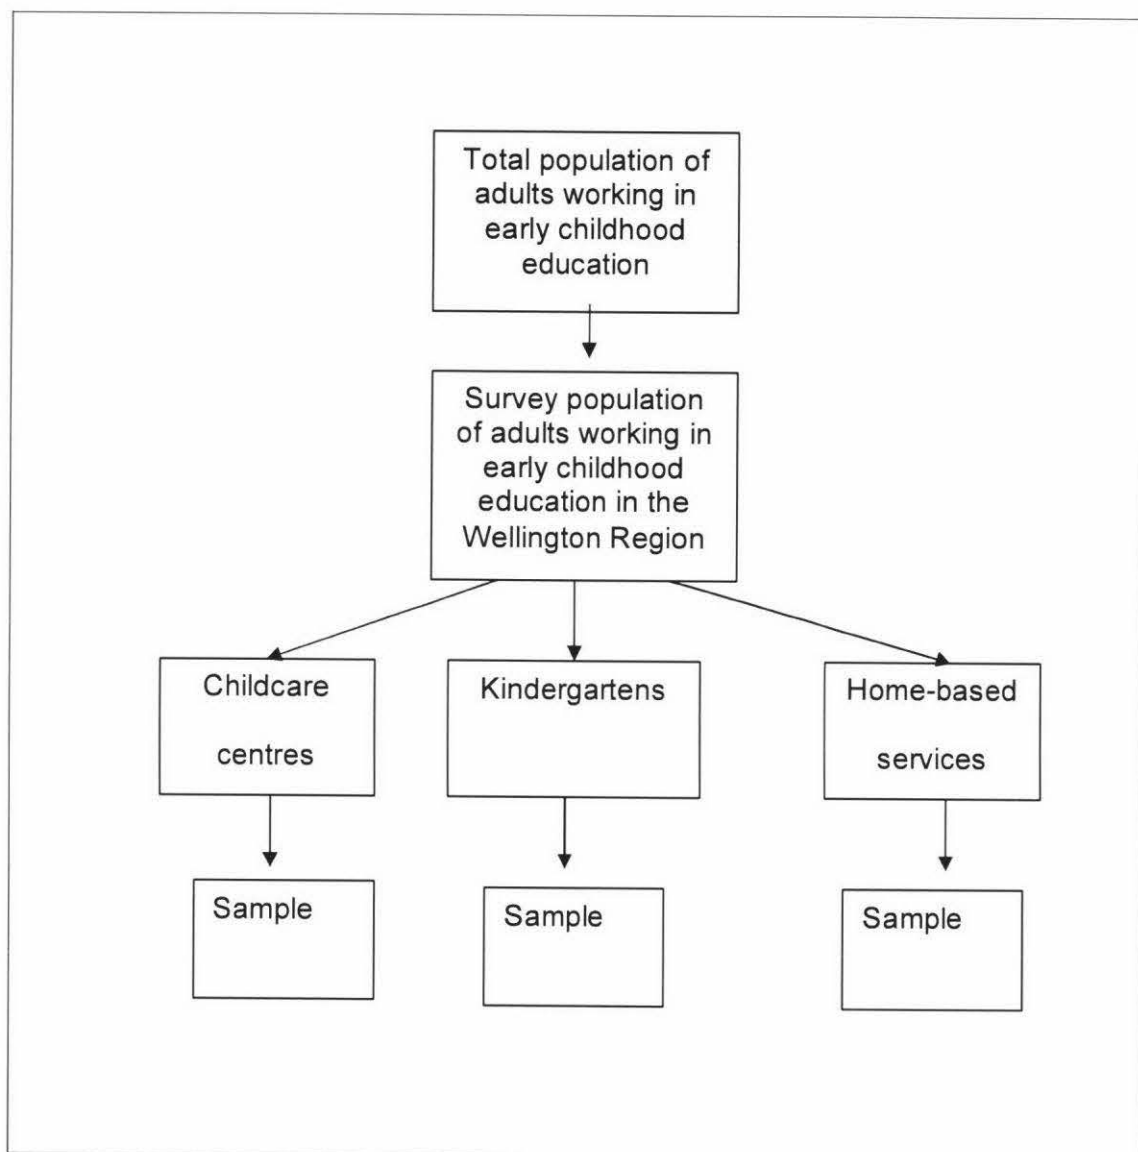 Total population of
adults working in
early childhood
education
Survey population
of adults working in
early childhood
education in the
Wellington Region
Childcare
centres
Kindergartens
Home-based
services
Sample
Sample
Sample